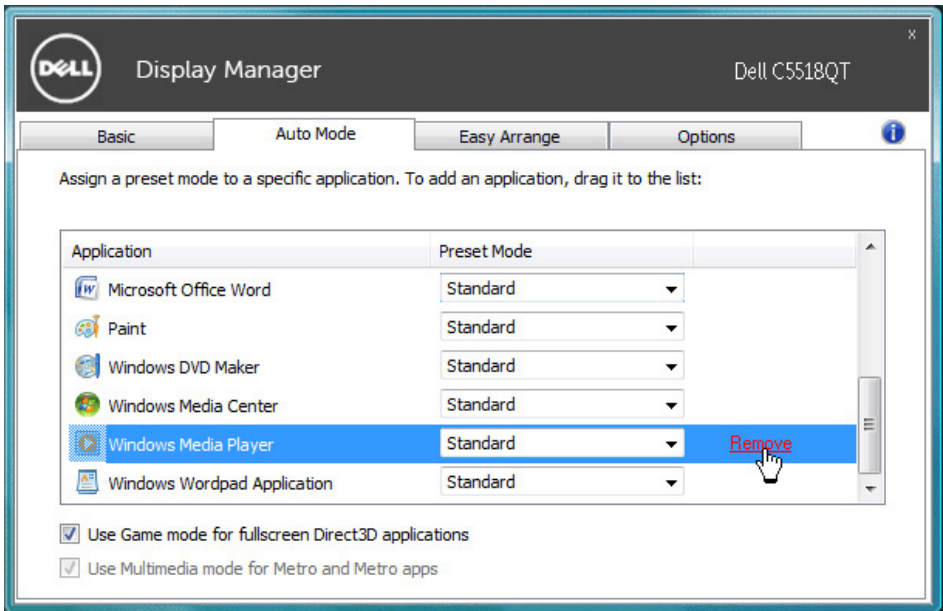 x
DELL
Display Manager
Dell C5518QT
Basic
Auto Mode
Easy Arrange
Options
i
Assign a preset mode to a specific application. To add an application, drag it to the list:
Application
Preset Mode
Microsoft Office Word
Standard
Paint
Standard
Windows DVD Maker
Standard
Windows Media Center
Standard
Windows Media Player
Standard
Remove
Windows Wordpad Application
Standard
Use Game mode for fullscreen Direct3D applications
Use Multimedia mode for Metro and Metro apps